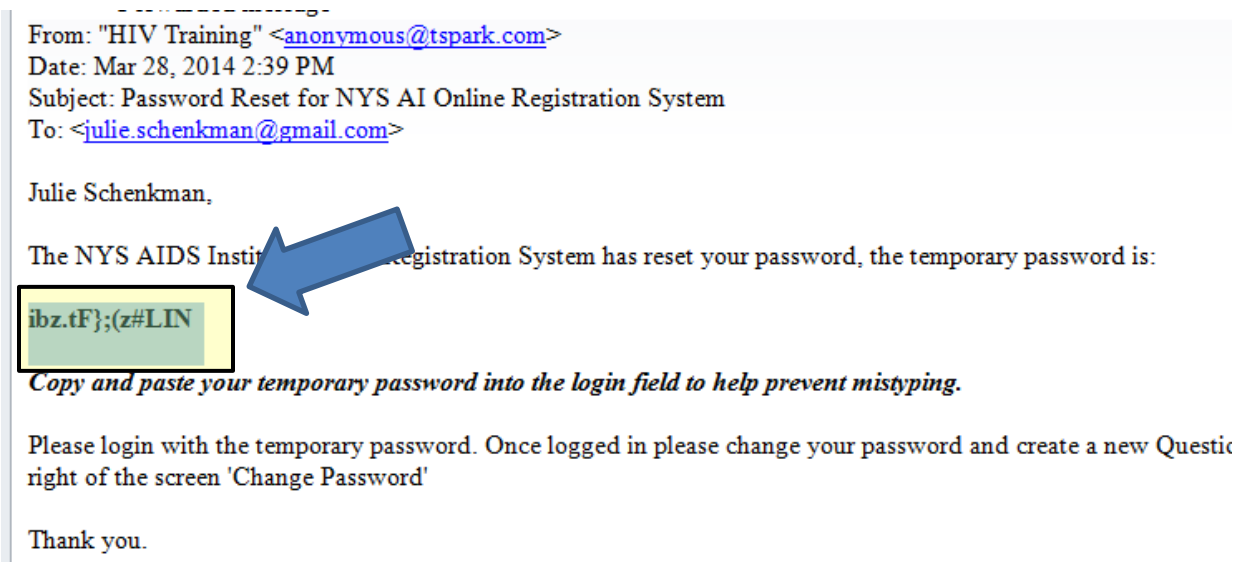 From: "HIV Training" <anonymous@tspark.com>
Date: Mar 28, 2014 2:39 PM
Subject: Password Reset for NYS AI Online Registration System
To: <julie.schenkman@gmail.com>
Julie Schenkman,
The NYS AIDS System has reset your password, the temporary password is:
ibz.tF};(z#LIN
Copy and paste your temporary password into the login field to help prevent mistyping.
Please login with the temporary password. Once logged in please change your password and create a new
right of the screen 'Change Password'
Thank you.